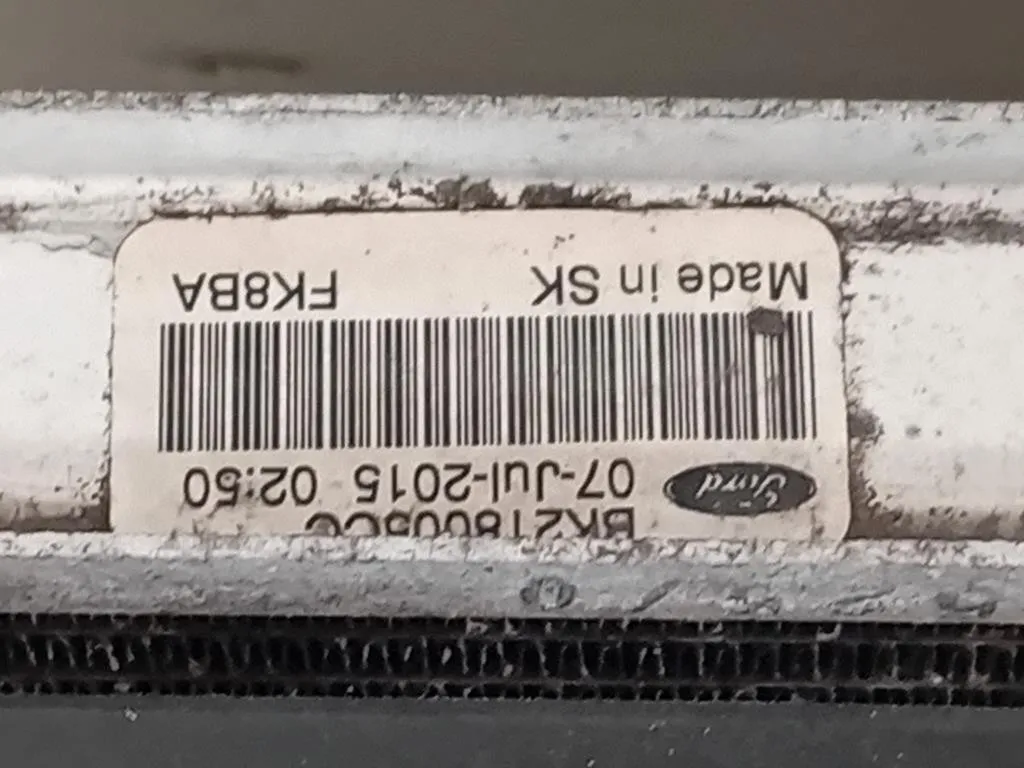 BK218005CC
Ford 07-Jul-2015 02:50
Made in SK FK8BA